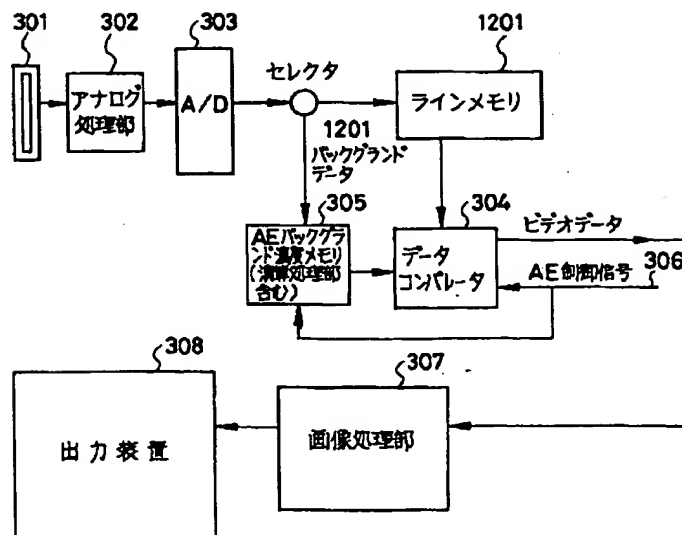 301
302
303
1201
アナログ
処理部
A/D
セレクタ
ラインメモリ
1201
バックグランド
データ
305
304
AEバックグラ
ンド濃度メモリ
(演算処理部
含む)
データ
コンパレータ
ビデオデータ
AE制御信号
306
308
307
出力装置
画像処理部